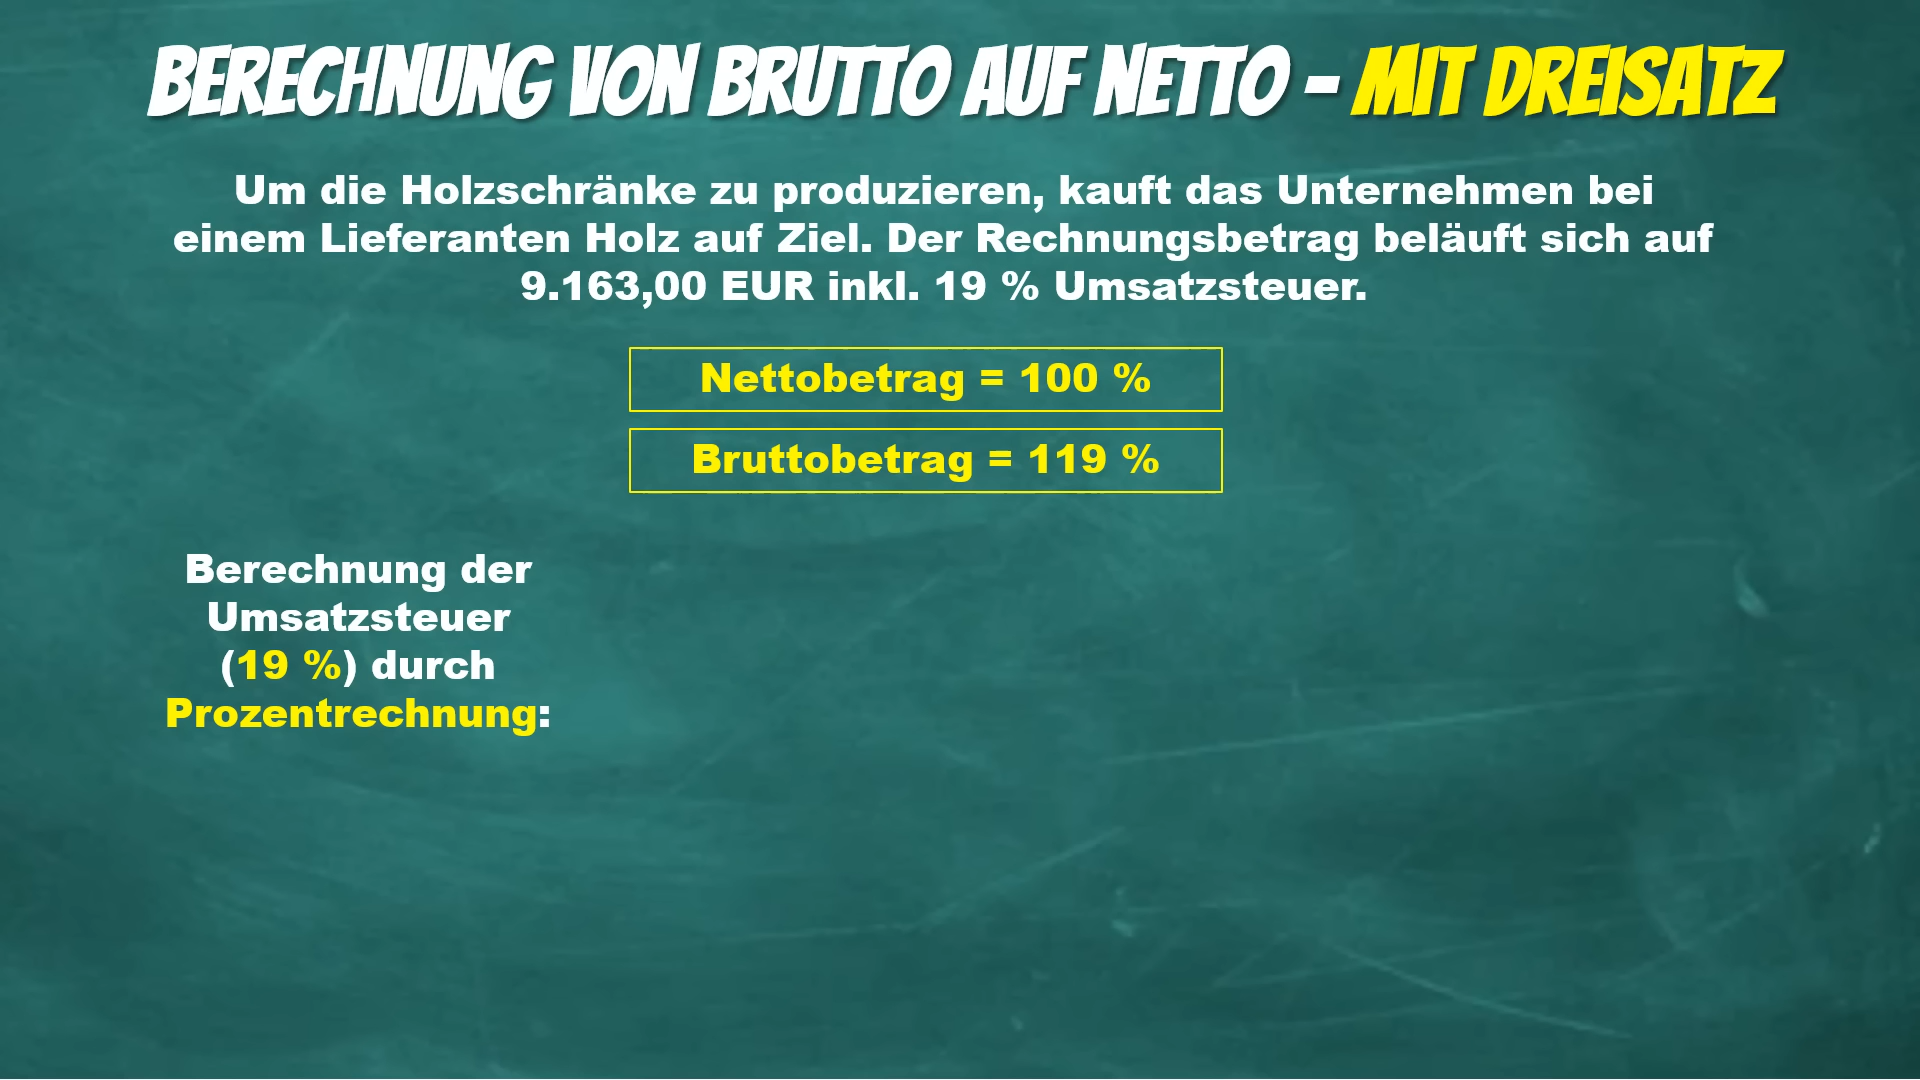 BERECHNUNG VON BRUTTO AUF NETTO - MIT DREISATZ
Um die Holzschränke zu produzieren, kauft das Unternehmen bei
einem Lieferanten Holz auf Ziel. Der Rechnungsbetrag beläuft sich auf
9.163,00 EUR inkl. 19 % Umsatzsteuer.
Nettobetrag = 100 %
Bruttobetrag = 119 %
Berechnung der
Umsatzsteuer
(19 %) durch
Prozentrechnung: